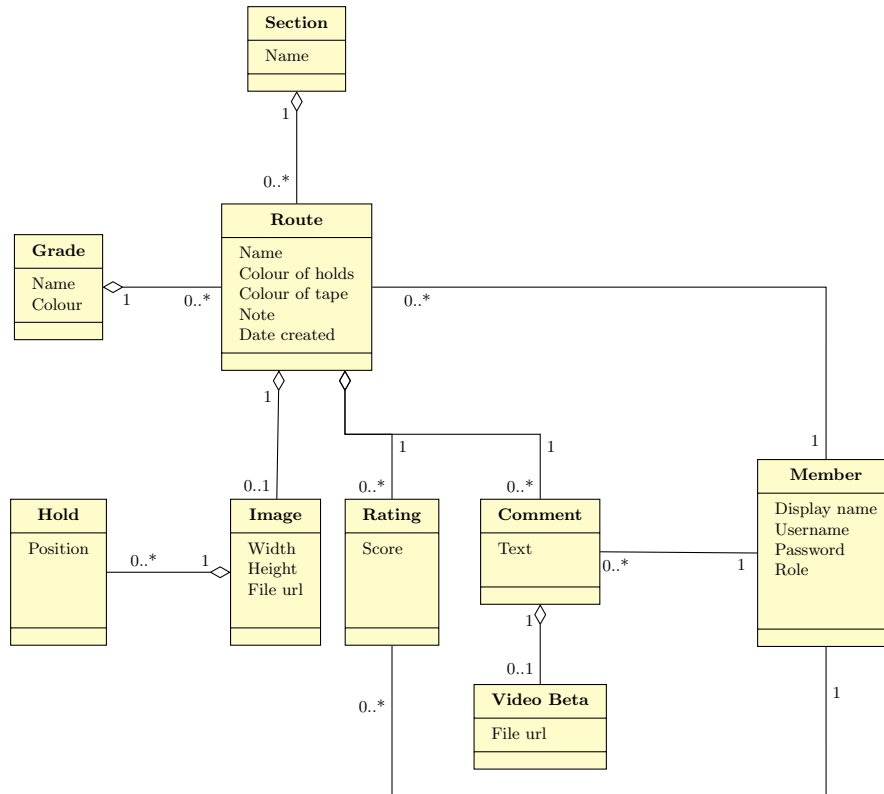 Section
Name
1
0..*
Route
Name
Colour of holds
Colour of tape
Note
Date created
Grade
Name
Colour
1
0..*
0..*
1
1
1
1
0..1
0..*
0..*
Member
Display name
Username
Password
Role
Hold
Position
0..*
1
Image
Width
Height
File url
Rating
Score
Comment
Text
0..*
1
1
0..1
0..*
1
Video Beta
File url